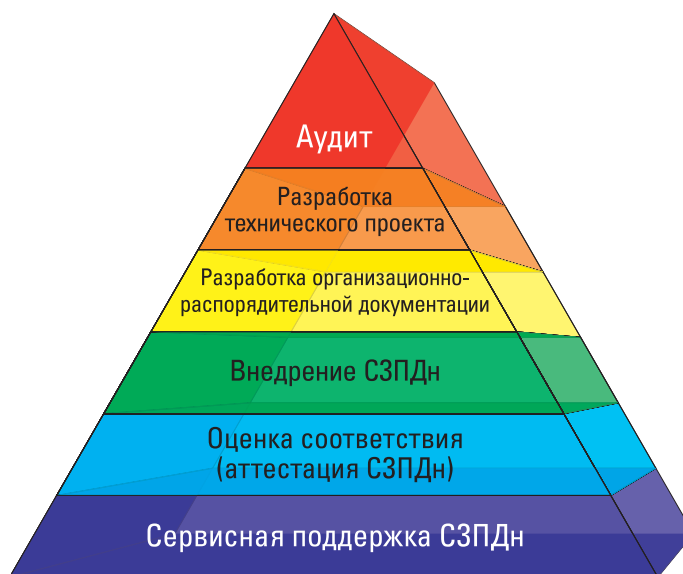 Аудит
Разработка
технического проекта
Разработка организационно-
распорядительной документации
Внедрение СЗПДн
Оценка соответствия
(аттестация СЗПДн)
Сервисная поддержка СЗПДн